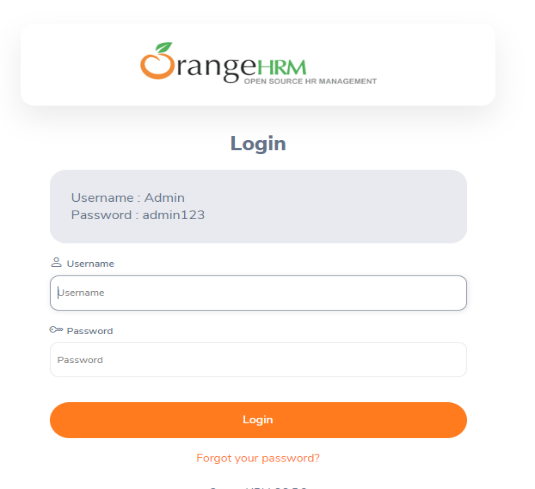 OrangeHRM
OPEN SOURCE HR MANAGEMENT
Login
Username : Admin
Password : admin123
Username
Username
Password
Password
Login
Forgot your password?